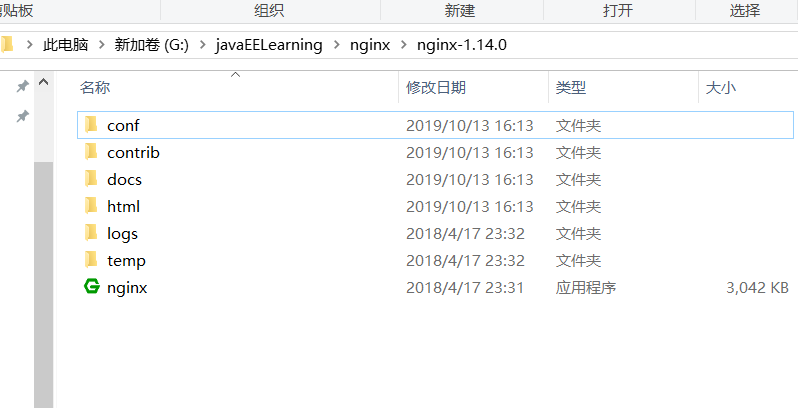 剪贴板 组织 新建 打开 选择
此电脑 > 新加卷 (G:) > javaEELearning > nginx > nginx-1.14.0
名称 修改日期 类型 大小
conf 2019/10/13 16:13 文件夹
contrib 2019/10/13 16:13 文件夹
docs 2019/10/13 16:13 文件夹
html 2019/10/13 16:13 文件夹
logs 2018/4/17 23:32 文件夹
temp 2018/4/17 23:32 文件夹
nginx 2018/4/17 23:31 应用程序 3,042 KB